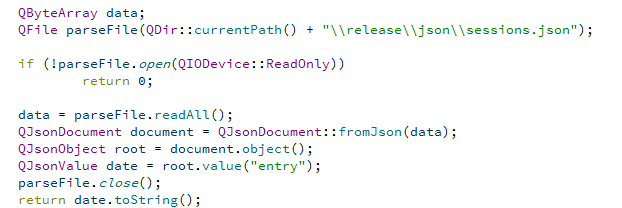 QByteArray data;
QFile parseFile(QDir::currentPath() + "\\release\\json\\sessions.json");
if (!parseFile.open(QIODevice::ReadOnly))
return 0;
data = parseFile.readAll();
QJsonDocument document = QJsonDocument::fromJson(data);
QJsonObject root = document.object();
QJsonValue date = root.value("entry");
parseFile.close();
return date.toString();